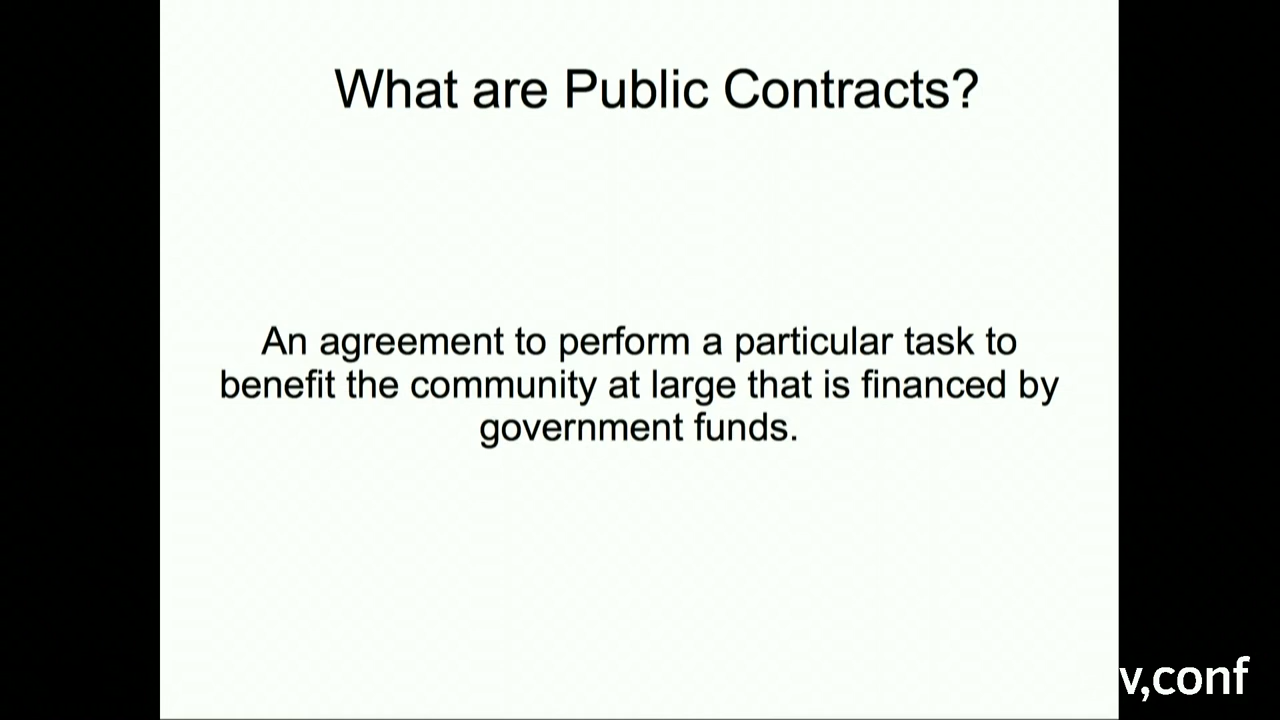 What are Public Contracts?
An agreement to perform a particular task to
benefit the community at large that is financed by
government funds.
v,conf